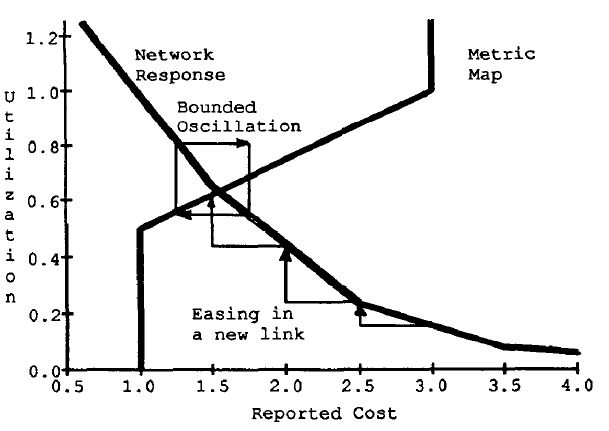 1.2
Network
Response
Metric
Map
1.0
Bounded
Oscillation
Utilization
0.8
0.6
0.4
Easing in
a new link
0.2
0.0
0.5 1.0 1.5 2.0 2.5 3.0 3.5 4.0
Reported Cost